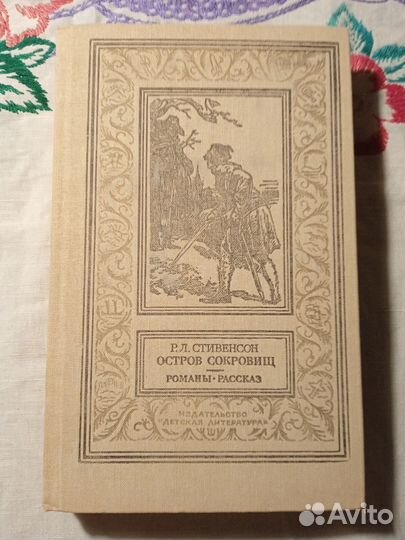 Р.Л. СТИВЕНСОН
ОСТРОВ СОКРОВИЩ
РОМАНЫ · РАССКАЗ
ИЗДАТЕЛЬСТВО
"ДЕТСКАЯ ЛИТЕРАТУРА"
Avito